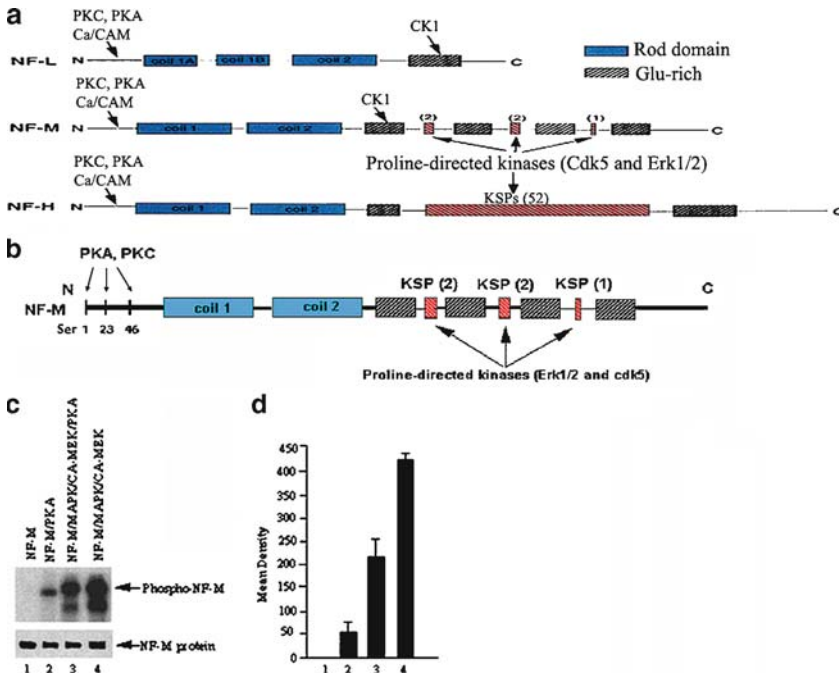 a
PKC, PKA
Ca/CAM
CK1
NF-L N coil 1A coil 1B coil 2 C
Rod domain
Glu-rich
PKC, PKA
Ca/CAM
CK1
(2) (2) (1)
NF-M N coil 1 coil 2 C
Proline-directed kinases (Cdk5 and Erk1/2)
PKC, PKA
Ca/CAM
KSPs (52)
NF-H N coil 1 coil 2 C
b
PKA, PKC
N KSP (2) KSP (2) KSP (1) C
NF-M coil 1 coil 2
Ser 1 23 46
Proline-directed kinases (Erk1/2 and cdk5)
c
NF-M
NF-M/PKA
NF-M/MAPK/CA-MEK/PKA
NF-M/MAPK/CA-MEK
Phospho-NF-M
NF-M protein
1 2 3 4
d
Mean Density
450
400
350
300
250
200
150
100
50
0
1 2 3 4